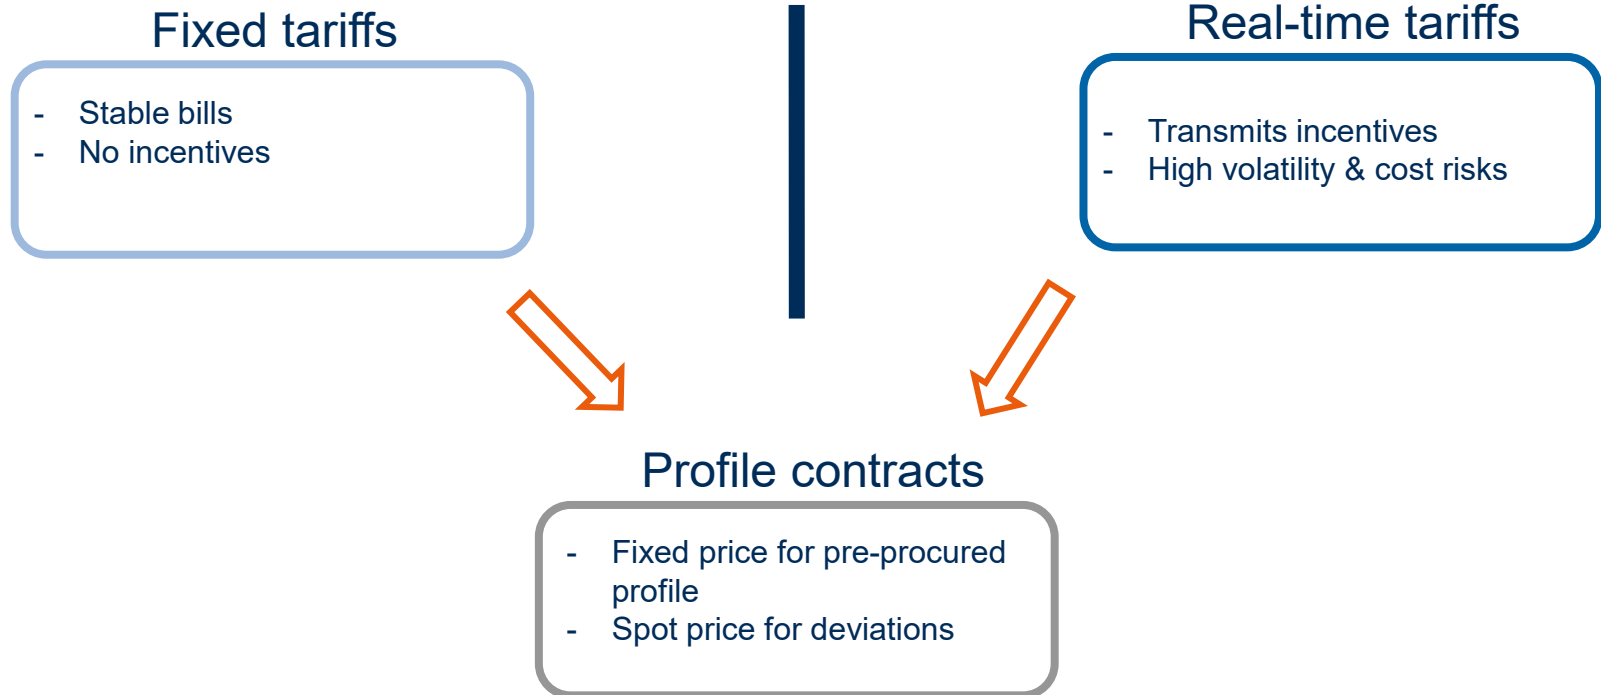 Fixed tariffs
- Stable bills
- No incentives
Real-time tariffs
- Transmits incentives
- High volatility & cost risks
Profile contracts
- Fixed price for pre-procured
profile
- Spot price for deviations